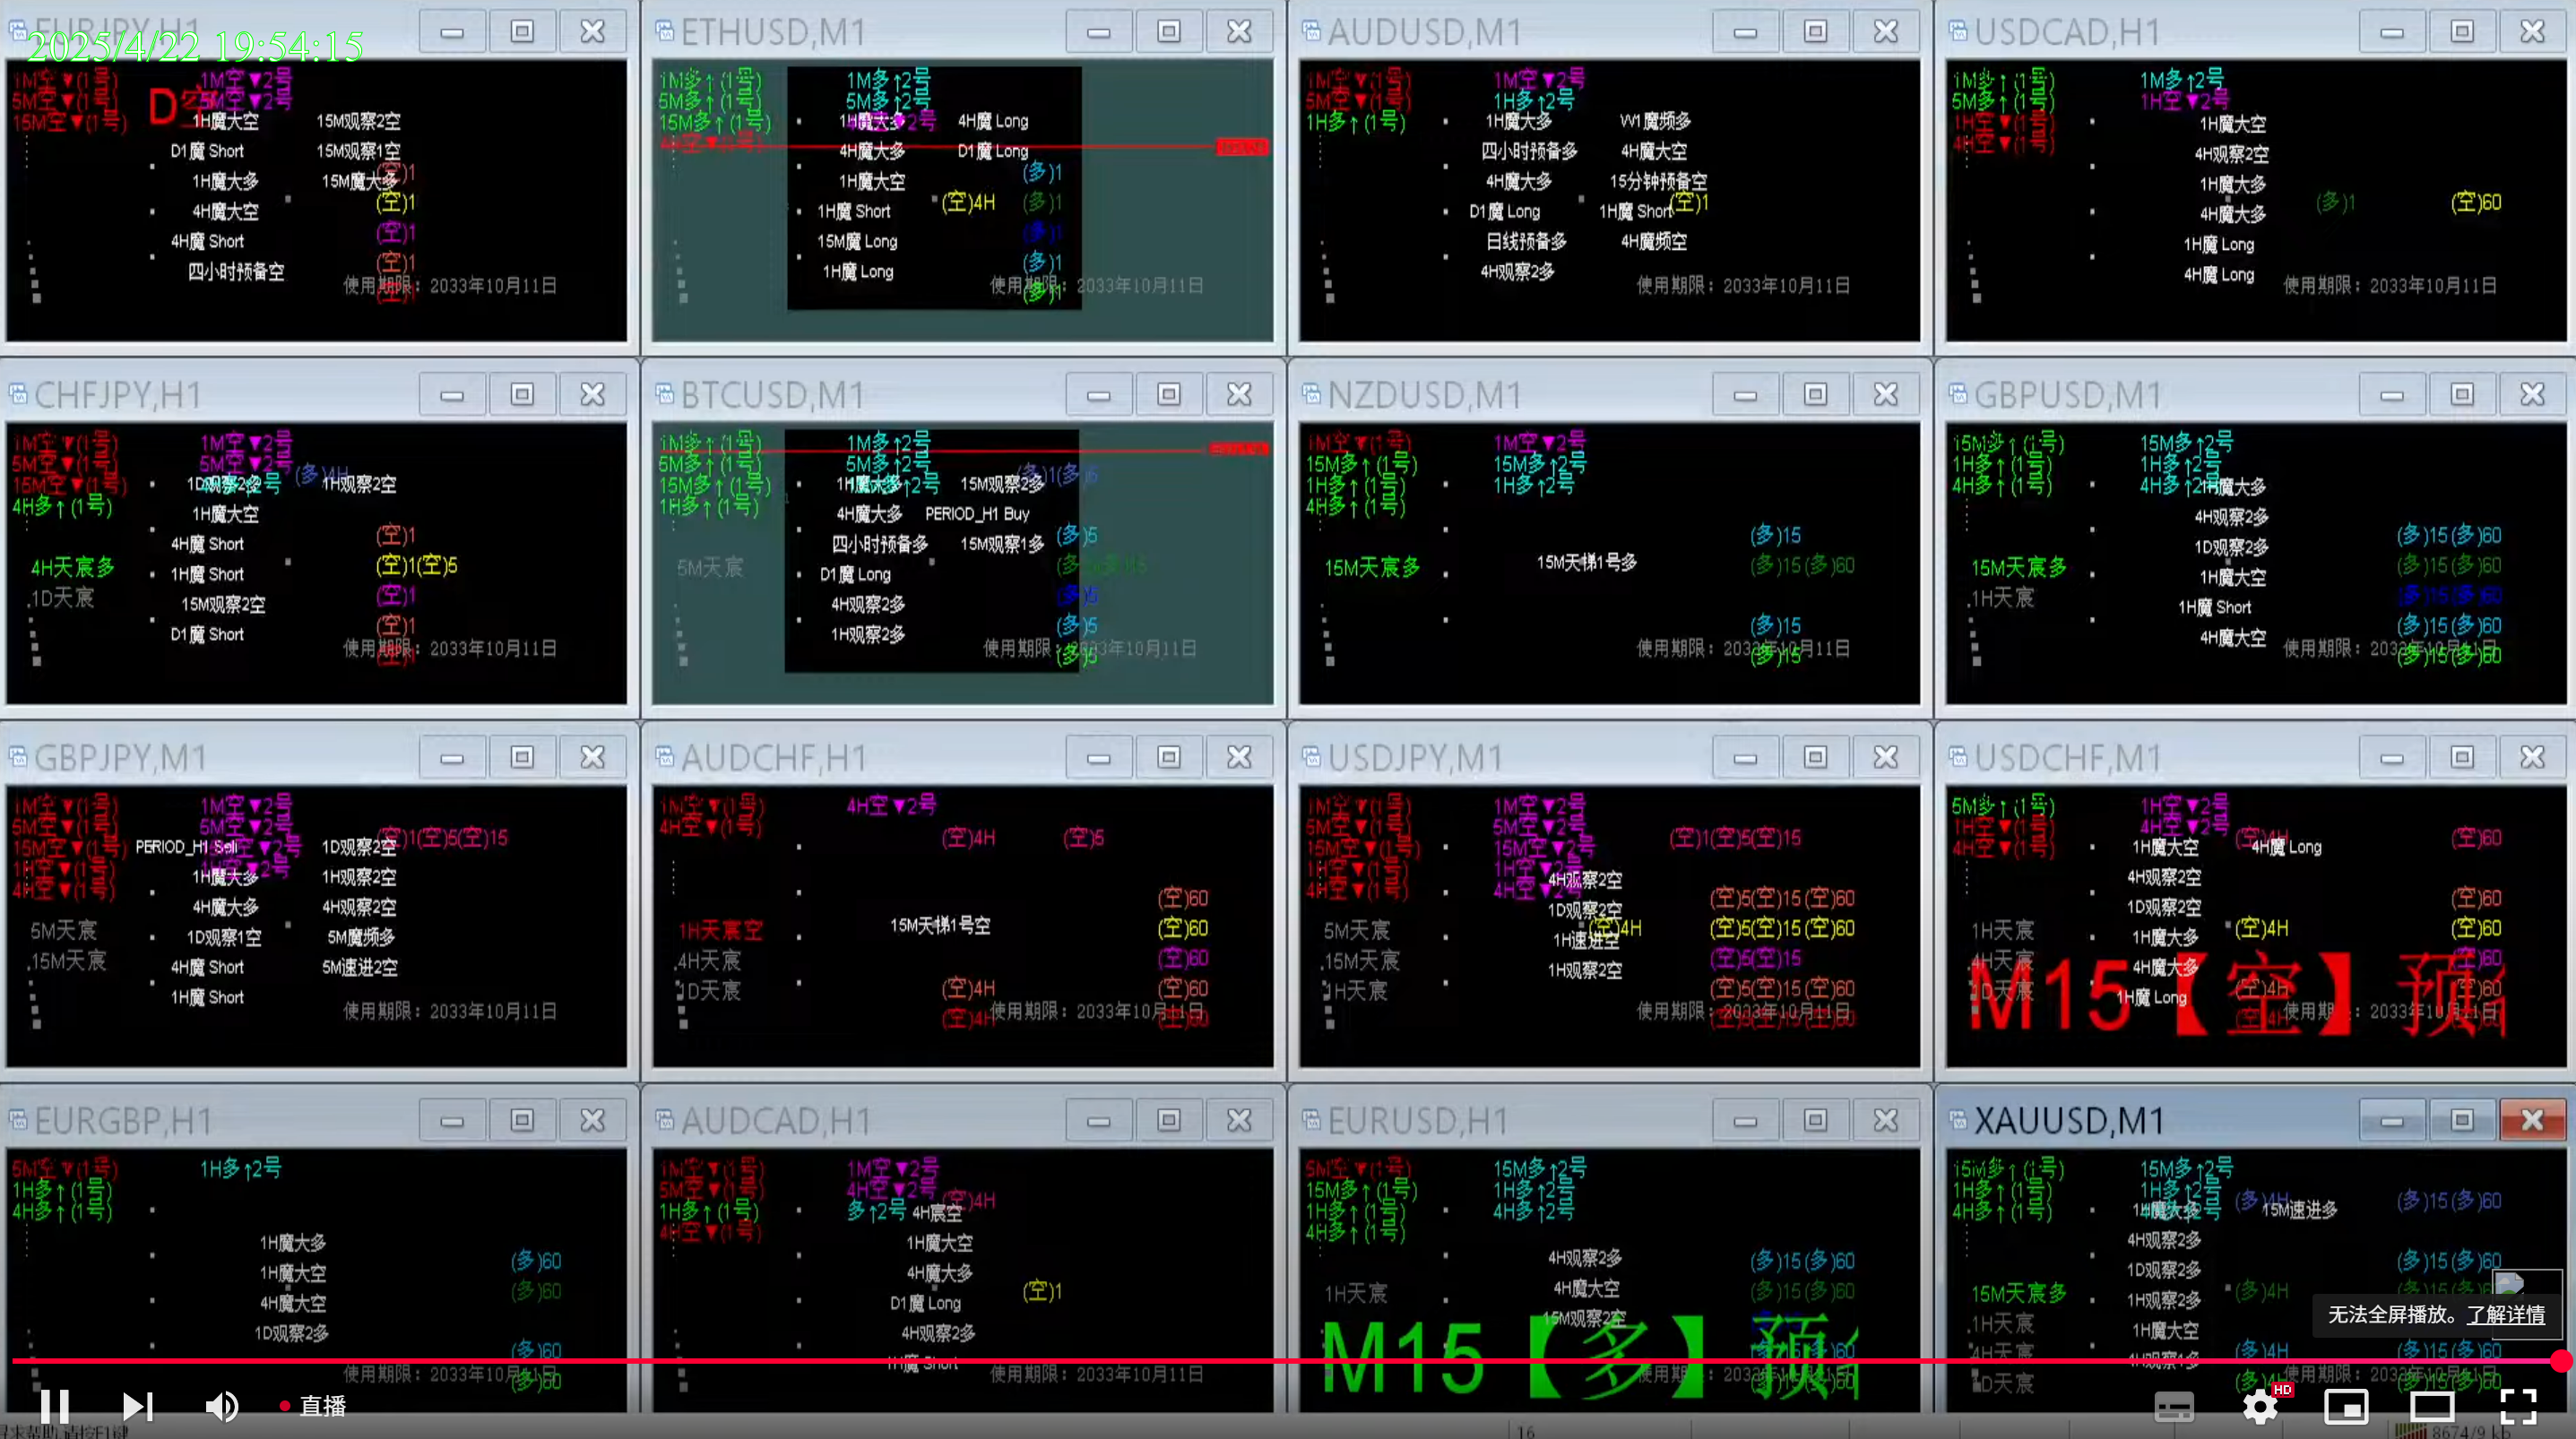 EURJPY,H1
2025/4/22 19:54:15
1M空▼(1号) 1M空▼2号
5M空▼(1号) 5M空▼2号
15M空▼(1号)
1H魔大空 15M观察2空
D1魔 Short 15M观察1空
1H魔大多 15M魔大多
4H魔大空 (空)1
4H魔 Short (空)1
四小时预备空 (空)1
使用期限：2033年10月11日
ETHUSD,M1
1M多↑(1号) 1M多↑2号
5M多↑(1号) 5M多↑2号
15M多↑(1号)
1H魔大多 4H魔 Long
4H魔大多 D1魔 Long
(多)1
1H魔大空
(空)4H (多)1
1H魔 Short
15M魔 Long (多)1
1H魔 Long (多)1
使用期限：2033年10月11日
(多)1
AUDUSD,M1
1M空▼(1号) 1M空▼2号
5M空▼(1号) 1H多↑2号
1H多↑(1号)
1H魔大多 W1魔频多
四小时预备多 4H魔大空
4H魔大多 15分钟预备空
D1魔 Long 1H魔 Short (空)1
日线预备多 4H魔频空
4H观察2多
使用期限：2033年10月11日
USDCAD,H1
1M多↑(1号) 1M多↑2号
5M多↑(1号) 1H空▼2号
1H空▼(1号)
4H空▼(1号)
1H魔大空
4H观察2空
1H魔大多
(多)1 (空)60
4H魔大多
1H魔 Long
4H魔 Long
使用期限：2033年10月11日
CHFJPY,H1
1M空▼(1号) 1M空▼2号
5M空▼(1号) 5M空▼2号
15M空▼(1号)
4H多↑(1号)
(多)4H
1H观察2空
1H魔大空
4H魔 Short (空)1
4H天宸多 1H魔 Short (空)1(空)5
.1D天宸 15M观察2空 (空)1
D1魔 Short (空)1
使用期限：2033年10月11日
BTCUSD,M1
1M多↑(1号) 1M多↑2号
5M多↑(1号) 5M多↑2号
15M多↑(1号)
1H多↑(1号)
15M观察2多
4H魔大多 PERIOD_H1 Buy
四小时预备多 15M观察1多 (多)5
5M天宸 D1魔 Long
4H观察2多 (多)5
1H观察2多 (多)5
使用期限：2033年10月11日
(多)5
NZDUSD,M1
1M空▼(1号) 1M空▼2号
15M多↑(1号) 15M多↑2号
1H多↑(1号) 1H多↑2号
4H多↑(1号)
(多)15
15M天宸多 15M天梯1号多 (多)15(多)60
(多)15
使用期限：2033年10月11日
(多)15
GBPUSD,M1
15M多↑(1号) 15M多↑2号
1H多↑(1号) 1H多↑2号
4H多↑(1号) 4H多↑2号
1H魔大多
4H观察2多
1D观察2多 (多)15(多)60
15M天宸多 1H魔大空 (多)15(多)60
.1H天宸 1H魔 Short (多)15(多)60
4H魔大空 (多)15(多)60
使用期限：2033年10月11日
(多)15(多)60
GBPJPY,M1
1M空▼(1号) 1M空▼2号
5M空▼(1号) 5M空▼2号
15M空▼(1号)
1H空▼(1号) 1H空▼2号
4H空▼(1号)
(空)1(空)5(空)15
PERIOD_H1 Sell 1D观察2空
1H魔大多 1H观察2空
4H魔大多 4H观察2空
5M天宸 1D观察1空 5M魔频多
.15M天宸 4H魔 Short 5M速进2空
1H魔 Short
使用期限：2033年10月11日
AUDCHF,H1
1M空▼(1号) 4H空▼2号
4H空▼(1号) (空)4H (空)5
(空)60
1H天宸空 15M天梯1号空 (空)60
.4H天宸 (空)60
1D天宸 (空)4H (空)60
(空)4H 使用期限：2033年10月11日 (空)60
USDJPY,M1
1M空▼(1号) 1M空▼2号
5M空▼(1号) 5M空▼2号
15M空▼(1号) 15M空▼2号
1H空▼(1号) 1H空▼2号
4H空▼(1号) 4H空▼2号
(空)1(空)5(空)15
4H观察2空
1D观察2空 (空)5(空)15(空)60
5M天宸 (空)4H (空)5(空)15(空)60
.15M天宸 1H速进空 (空)5(空)15
1H天宸 1H观察2空 (空)5(空)15(空)60
使用期限：2033年10月11日
USDCHF,M1
5M多↑(1号) 1H空▼2号
1H空▼(1号) 4H空▼2号
4H空▼(1号) (空)4H (空)60
1H魔大空 4H魔 Long
4H观察2空
1D观察2空 (空)60
1H天宸 1H魔大多 (空)4H (空)60
.4H天宸 4H魔大多 (空)60
1D天宸 1H魔 Long (空)4H (空)60
M15【空】预
使用期限：2033年10月11日
EURGBP,H1
5M空▼(1号) 1H多↑2号
1H多↑(1号)
4H多↑(1号)
1H魔大多 (多)60
1H魔大空 (多)60
4H魔大空
1D观察2多 (多)60
使用期限：2033年10月11日
(多)60
AUDCAD,H1
1M空▼(1号) 1M空▼2号
5M空▼(1号) 4H空▼2号 (空)4H
1H多↑(1号) 多↑2号 4H宸空
4H空▼(1号)
1H魔大空
4H魔大多
D1魔 Long (空)1
4H观察2多
1H魔 Short
使用期限：2033年10月11日
EURUSD,H1
5M空▼(1号) 15M多↑2号
15M多↑(1号) 1H多↑2号
1H多↑(1号) 4H多↑2号
4H多↑(1号)
4H观察2多 (多)15(多)60
1H天宸 4H魔大空 (多)15(多)60
15M观察2空
M15【多】预
XAUUSD,M1
15M多↑(1号) 15M多↑2号
1H多↑(1号) 1H多↑2号
4H多↑(1号) 4H多↑2号
(多)4H 15M速进多 (多)15(多)60
4H观察2多
1D观察2多 (多)15(多)60
15M天宸多 1H观察2多 (多)4H
.1H天宸 1H魔大空
4H天宸 (多)4H (多)15(多)60
1D天宸
无法全屏播放。了解详情
直播
HD
16
8674/9 kb